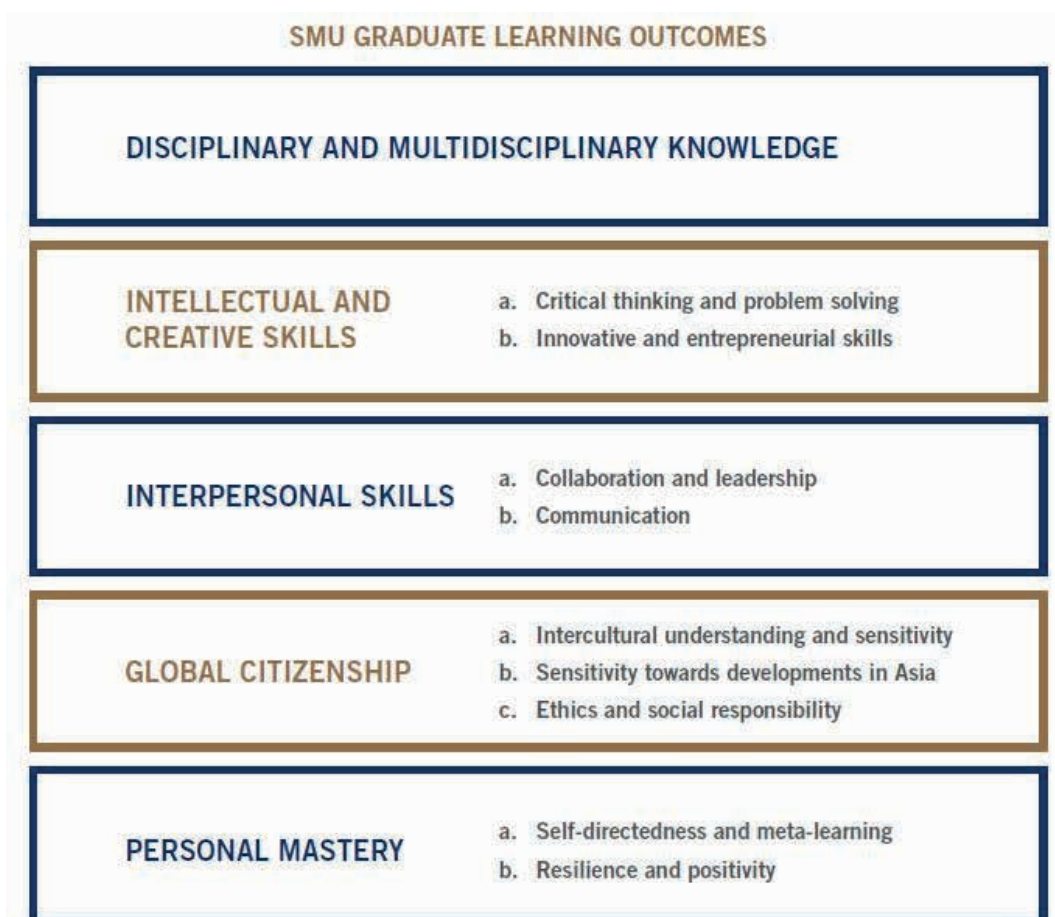 SMU GRADUATE LEARNING OUTCOMES
DISCIPLINARY AND MULTIDISCIPLINARY KNOWLEDGE
INTELLECTUAL AND
CREATIVE SKILLS
a. Critical thinking and problem solving
b. Innovative and entrepreneurial skills
INTERPERSONAL SKILLS
a. Collaboration and leadership
b. Communication
GLOBAL CITIZENSHIP
a. Intercultural understanding and sensitivity
b. Sensitivity towards developments in Asia
c. Ethics and social responsibility
PERSONAL MASTERY
a. Self-directedness and meta-learning
b. Resilience and positivity